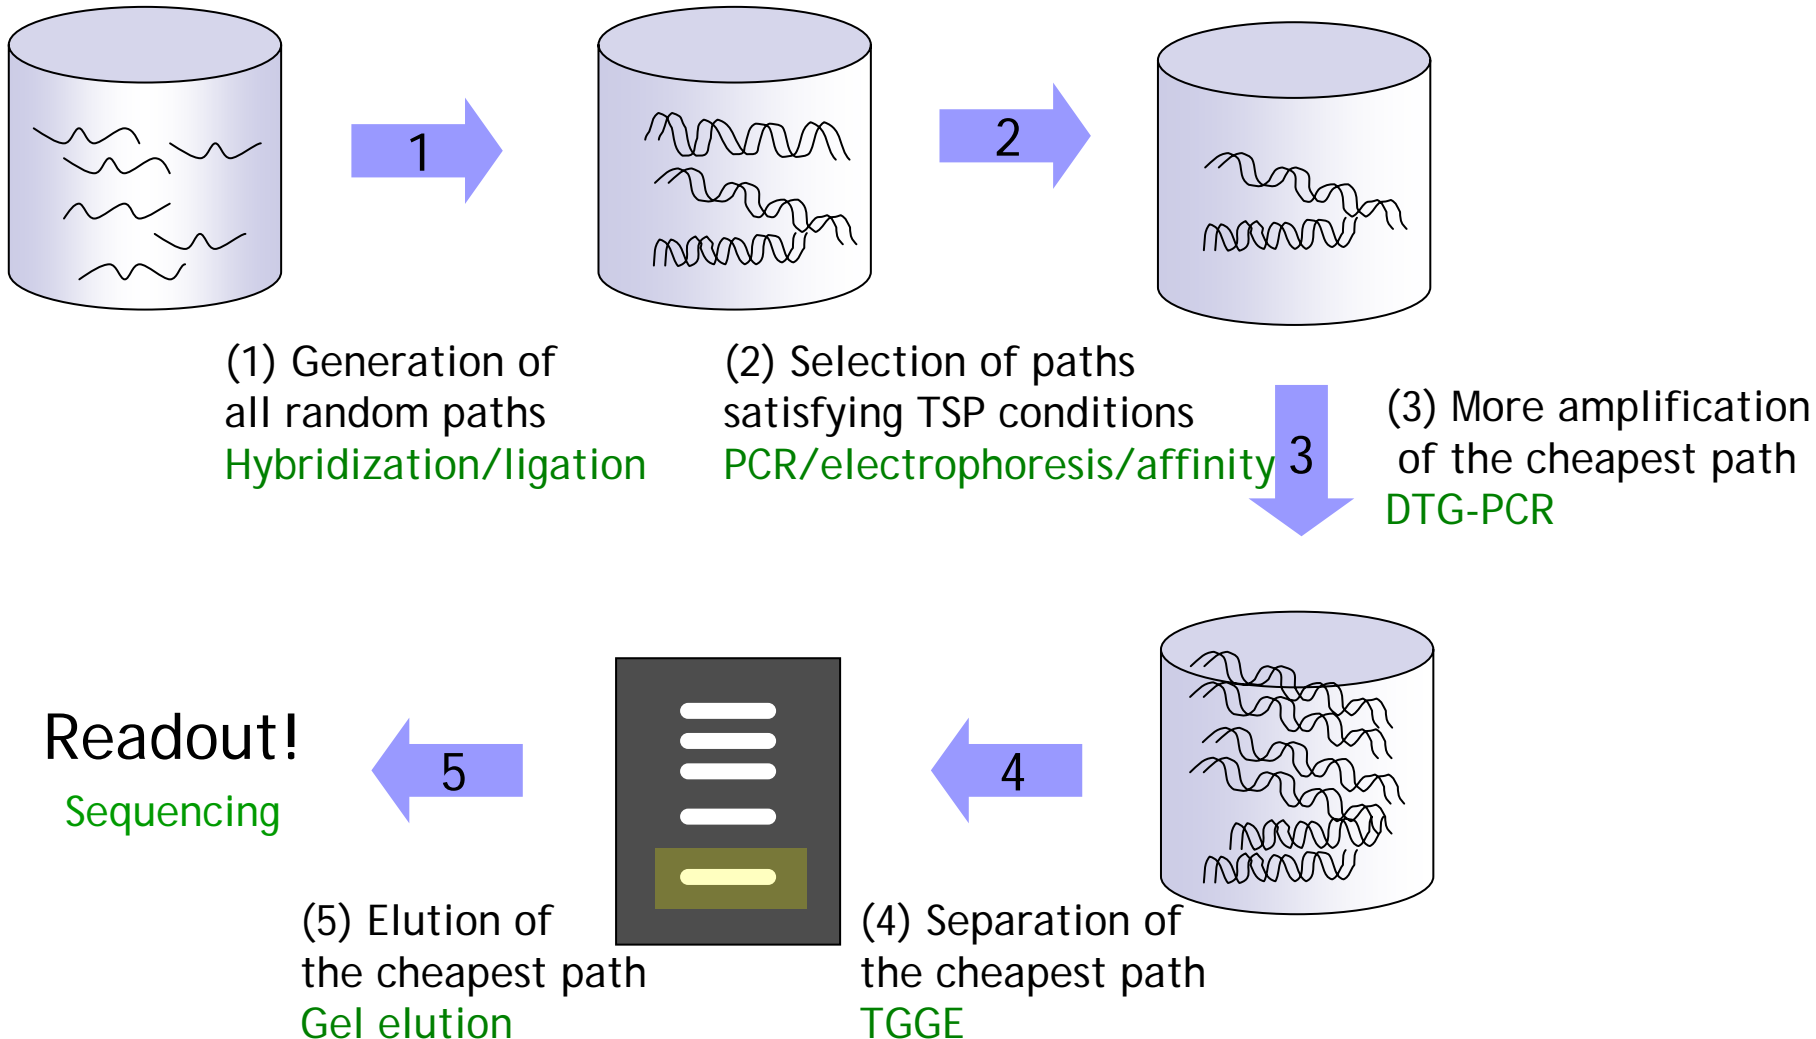 1
2
(1) Generation of
all random paths
Hybridization/ligation
(2) Selection of paths
satisfying TSP conditions
PCR/electrophoresis/affinity
3
(3) More amplification
of the cheapest path
DTG-PCR
4
(4) Separation of
the cheapest path
TGGE
5
(5) Elution of
the cheapest path
Gel elution
Readout!
Sequencing